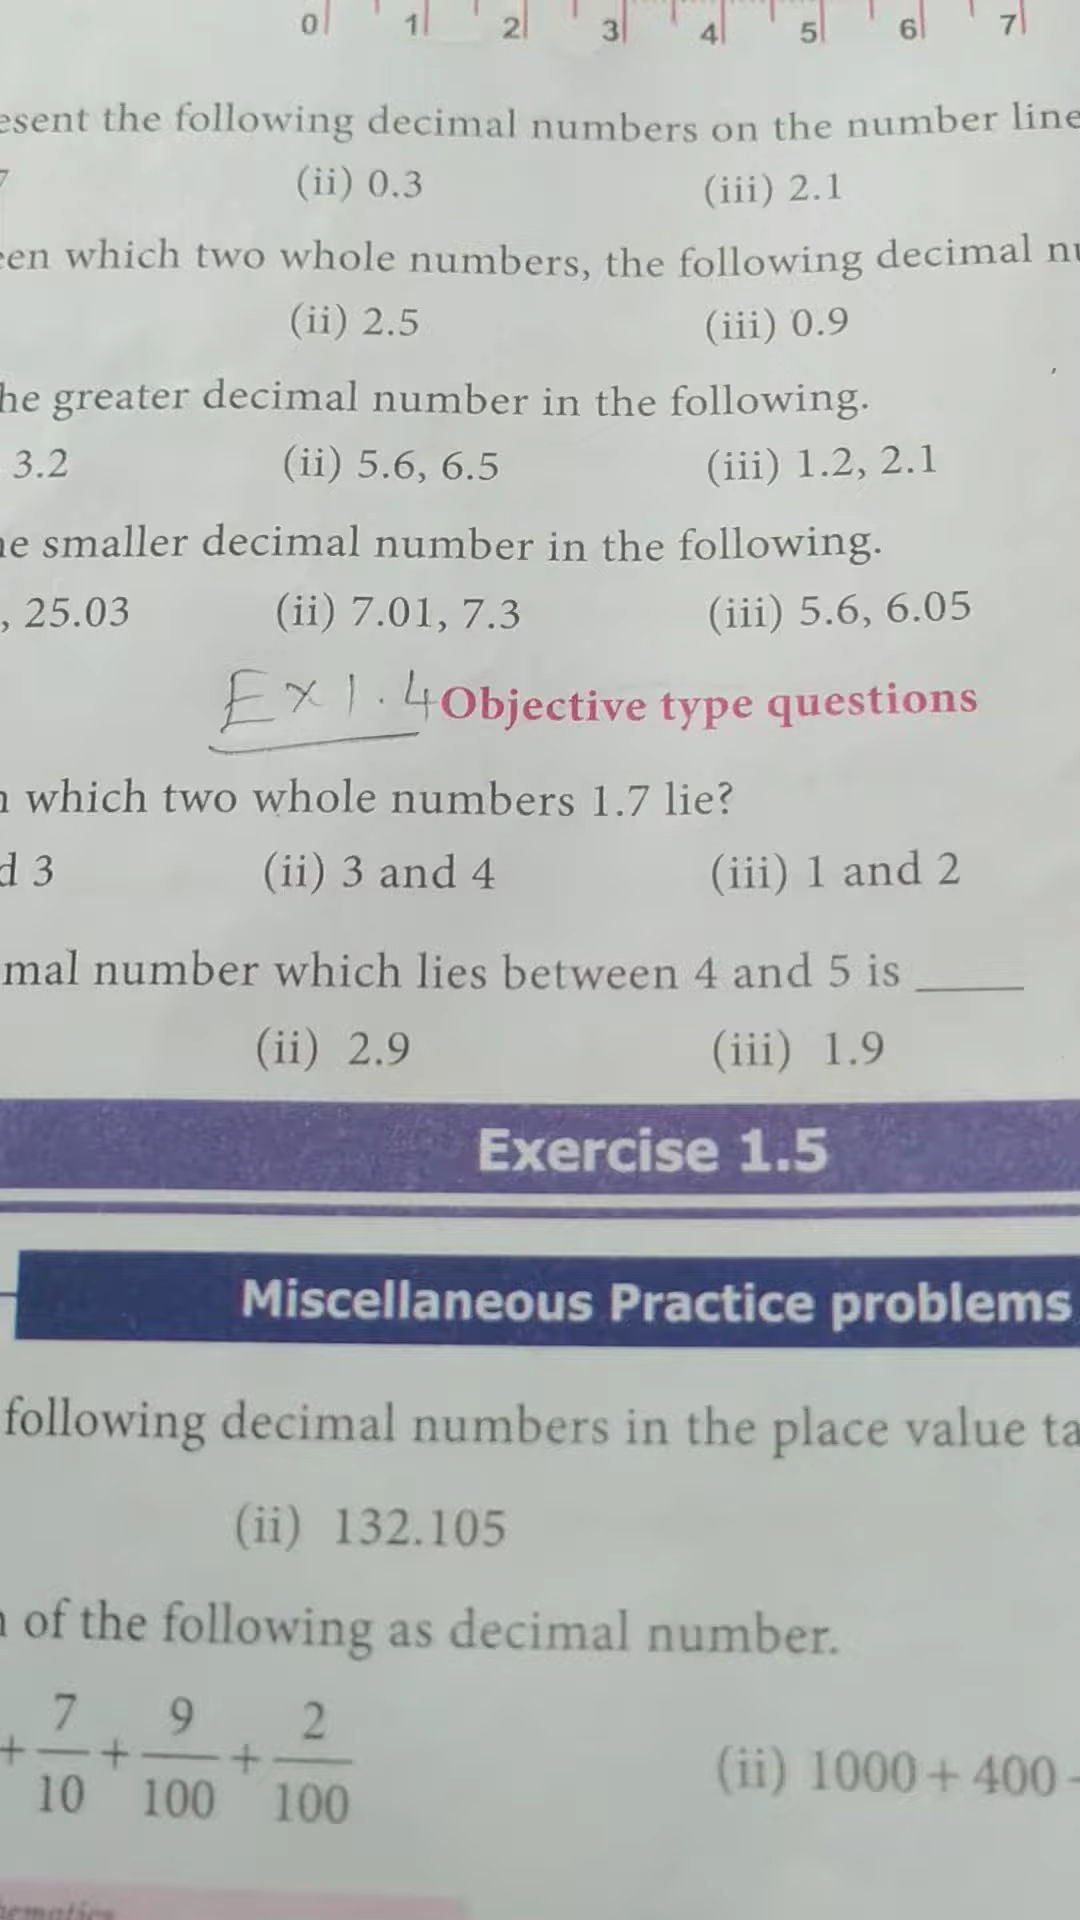 0 1 2 3 4 5 6 7
the following decimal numbers on the number line
(ii) 0.3 (iii) 2.1
which two whole numbers, the following decimal
(ii) 2.5 (iii) 0.9
greater decimal number in the following.
3.2 (ii) 5.6, 6.5 (iii) 1.2, 2.1
smaller decimal number in the following.
, 25.03 (ii) 7.01, 7.3 (iii) 5.6, 6.05
Ex 1.4 Objective type questions
which two whole numbers 1.7 lie?
3 (ii) 3 and 4 (iii) 1 and 2
mal number which lies between 4 and 5 is ____
(ii) 2.9 (iii) 1.9
Exercise 1.5
Miscellaneous Practice problems
following decimal numbers in the place value ta
(ii) 132.105
of the following as decimal number.
+ 7/10 + 9/100 + 2/100 (ii) 1000 + 400 -